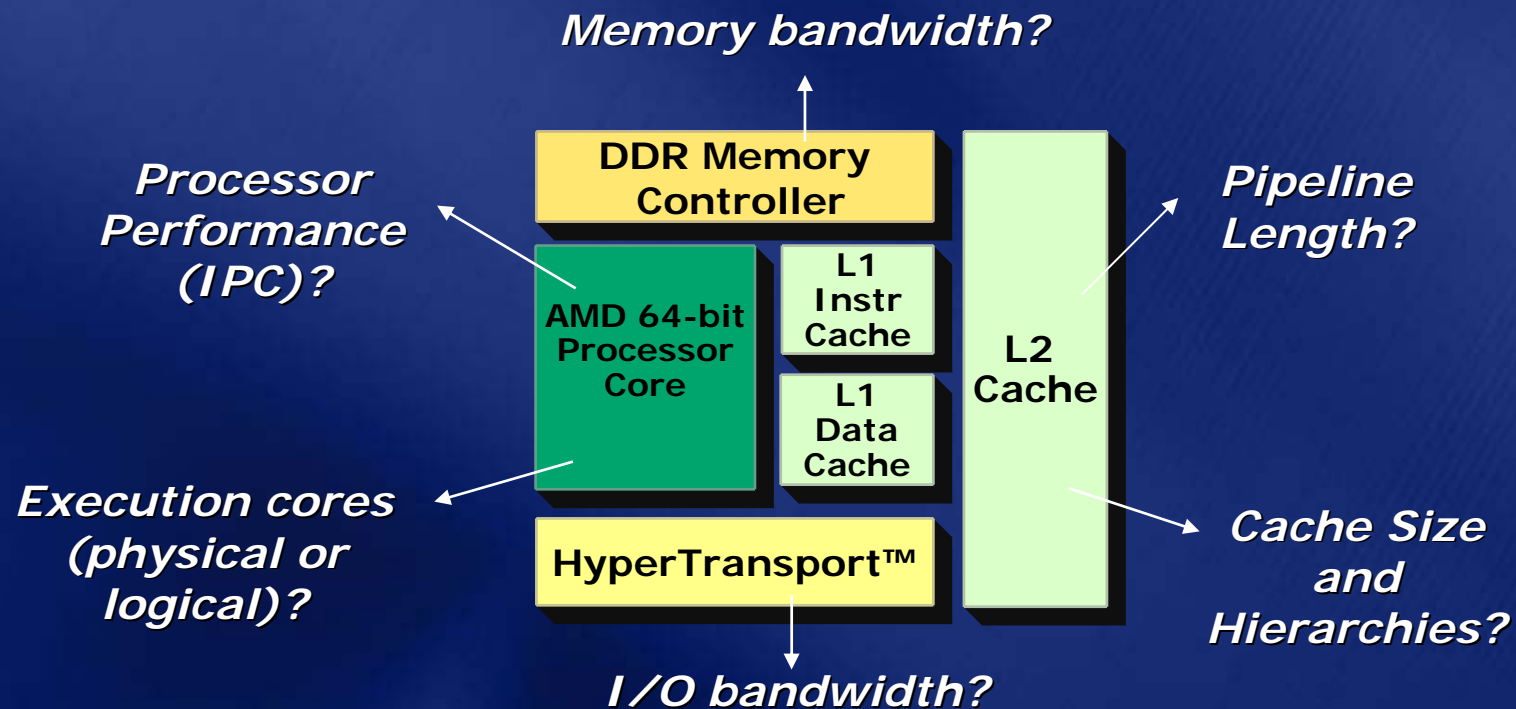 Memory bandwidth?
DDR Memory
Controller
Processor
Performance
(IPC)?
Pipeline
Length?
AMD 64-bit
Processor
Core
L1
Instr
Cache
L1
Data
Cache
L2
Cache
Execution cores
(physical or
logical)?
HyperTransport™
Cache Size
and
Hierarchies?
I/O bandwidth?